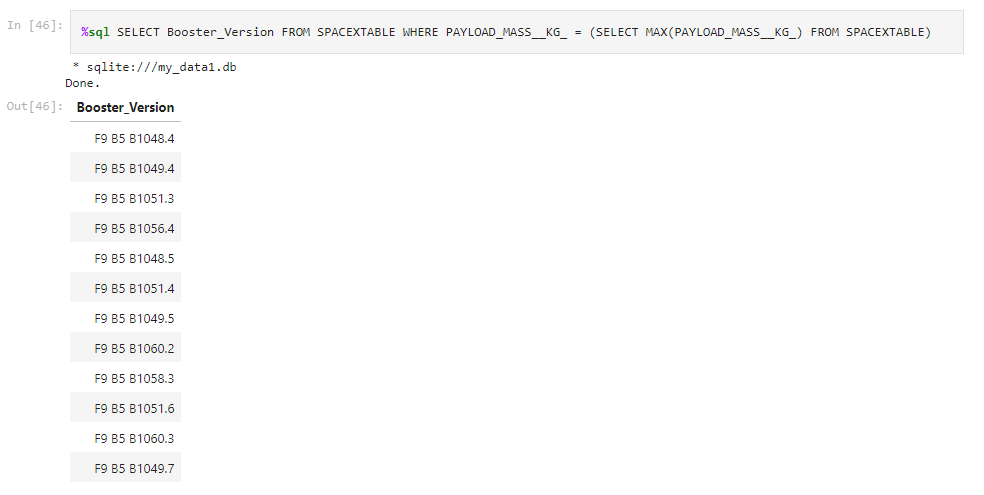 In [46]: %sql SELECT Booster_Version FROM SPACEXTABLE WHERE PAYLOAD_MASS__KG_ = (SELECT MAX(PAYLOAD_MASS__KG_) FROM SPACEXTABLE)
* sqlite:///my_data1.db
Done.
Out[46]: Booster_Version
F9 B5 B1048.4
F9 B5 B1049.4
F9 B5 B1051.3
F9 B5 B1056.4
F9 B5 B1048.5
F9 B5 B1051.4
F9 B5 B1049.5
F9 B5 B1060.2
F9 B5 B1058.3
F9 B5 B1051.6
F9 B5 B1060.3
F9 B5 B1049.7